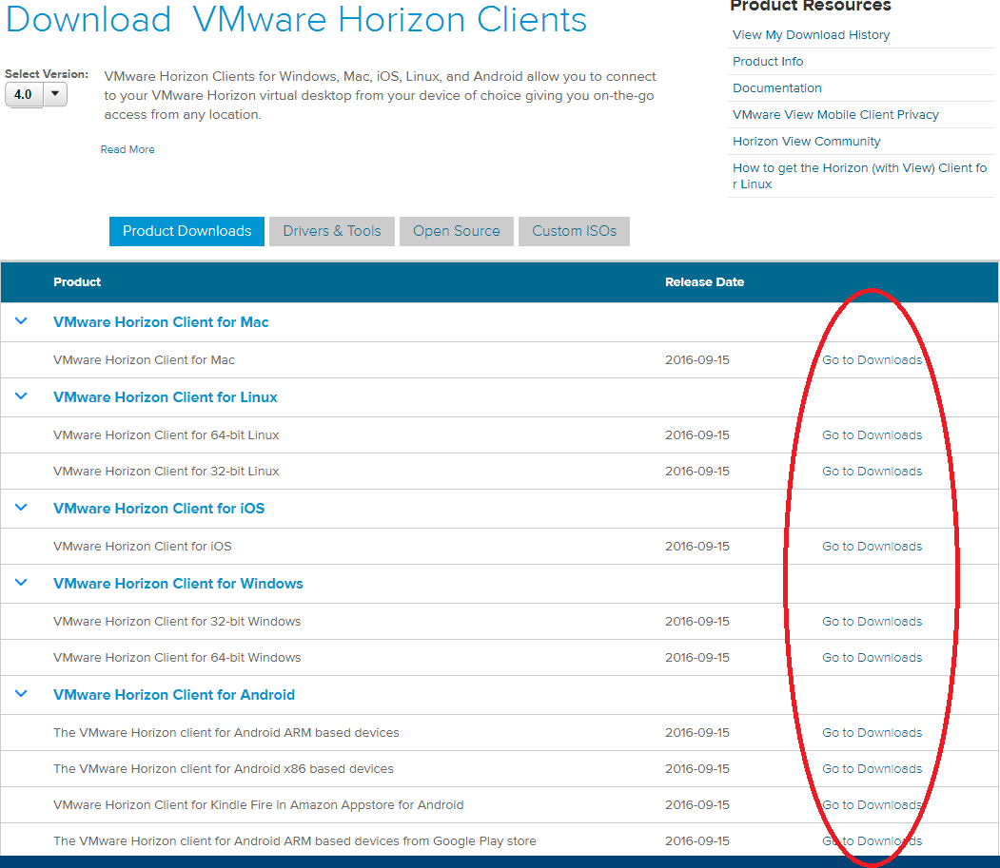 Download  VMware Horizon Clients
Select Version:
4.0
VMware Horizon Clients for Windows, Mac, iOS, Linux, and Android allow you to connect
to your VMware Horizon virtual desktop from your device of choice giving you on-the-go
access from any location.
Read More
Product Resources
View My Download History
Product Info
Documentation
VMware View Mobile Client Privacy
Horizon View Community
How to get the Horizon (with View) Client fo
r Linux
Product Downloads Drivers & Tools Open Source Custom ISOs
Product Release Date
VMware Horizon Client for Mac
VMware Horizon Client for Mac 2016-09-15 Go to Downloads
VMware Horizon Client for Linux
VMware Horizon Client for 64-bit Linux 2016-09-15 Go to Downloads
VMware Horizon Client for 32-bit Linux 2016-09-15 Go to Downloads
VMware Horizon Client for iOS
VMware Horizon Client for iOS 2016-09-15 Go to Downloads
VMware Horizon Client for Windows
VMware Horizon Client for 32-bit Windows 2016-09-15 Go to Downloads
VMware Horizon Client for 64-bit Windows 2016-09-15 Go to Downloads
VMware Horizon Client for Android
The VMware Horizon client for Android ARM based devices 2016-09-15 Go to Downloads
The VMware Horizon client for Android x86 based devices 2016-09-15 Go to Downloads
VMware Horizon Client for Kindle Fire in Amazon Appstore for Android 2016-09-15 Go to Downloads
The VMware Horizon client for Android ARM based devices from Google Play store 2016-09-15 Go to Downloads